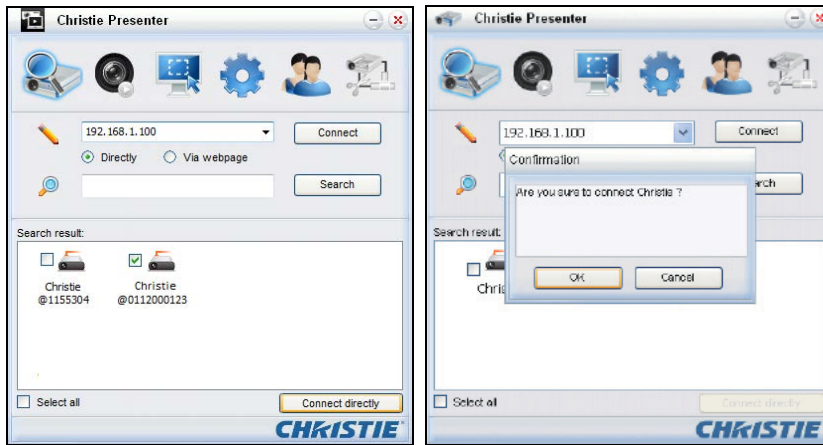 Christie Presenter
192.168.1.100
Connect
Directly
Via webpage
Search
Search result:
Christie
@1155304
Christie
@0112000123
Select all
Connect directly
CHRISTIE
Christie Presenter
192.168.1.100
Connect
Confirmation
Are you sure to connect Christie ?
OK
Cancel
Search result:
Select all
Connect directly
CHRISTIE